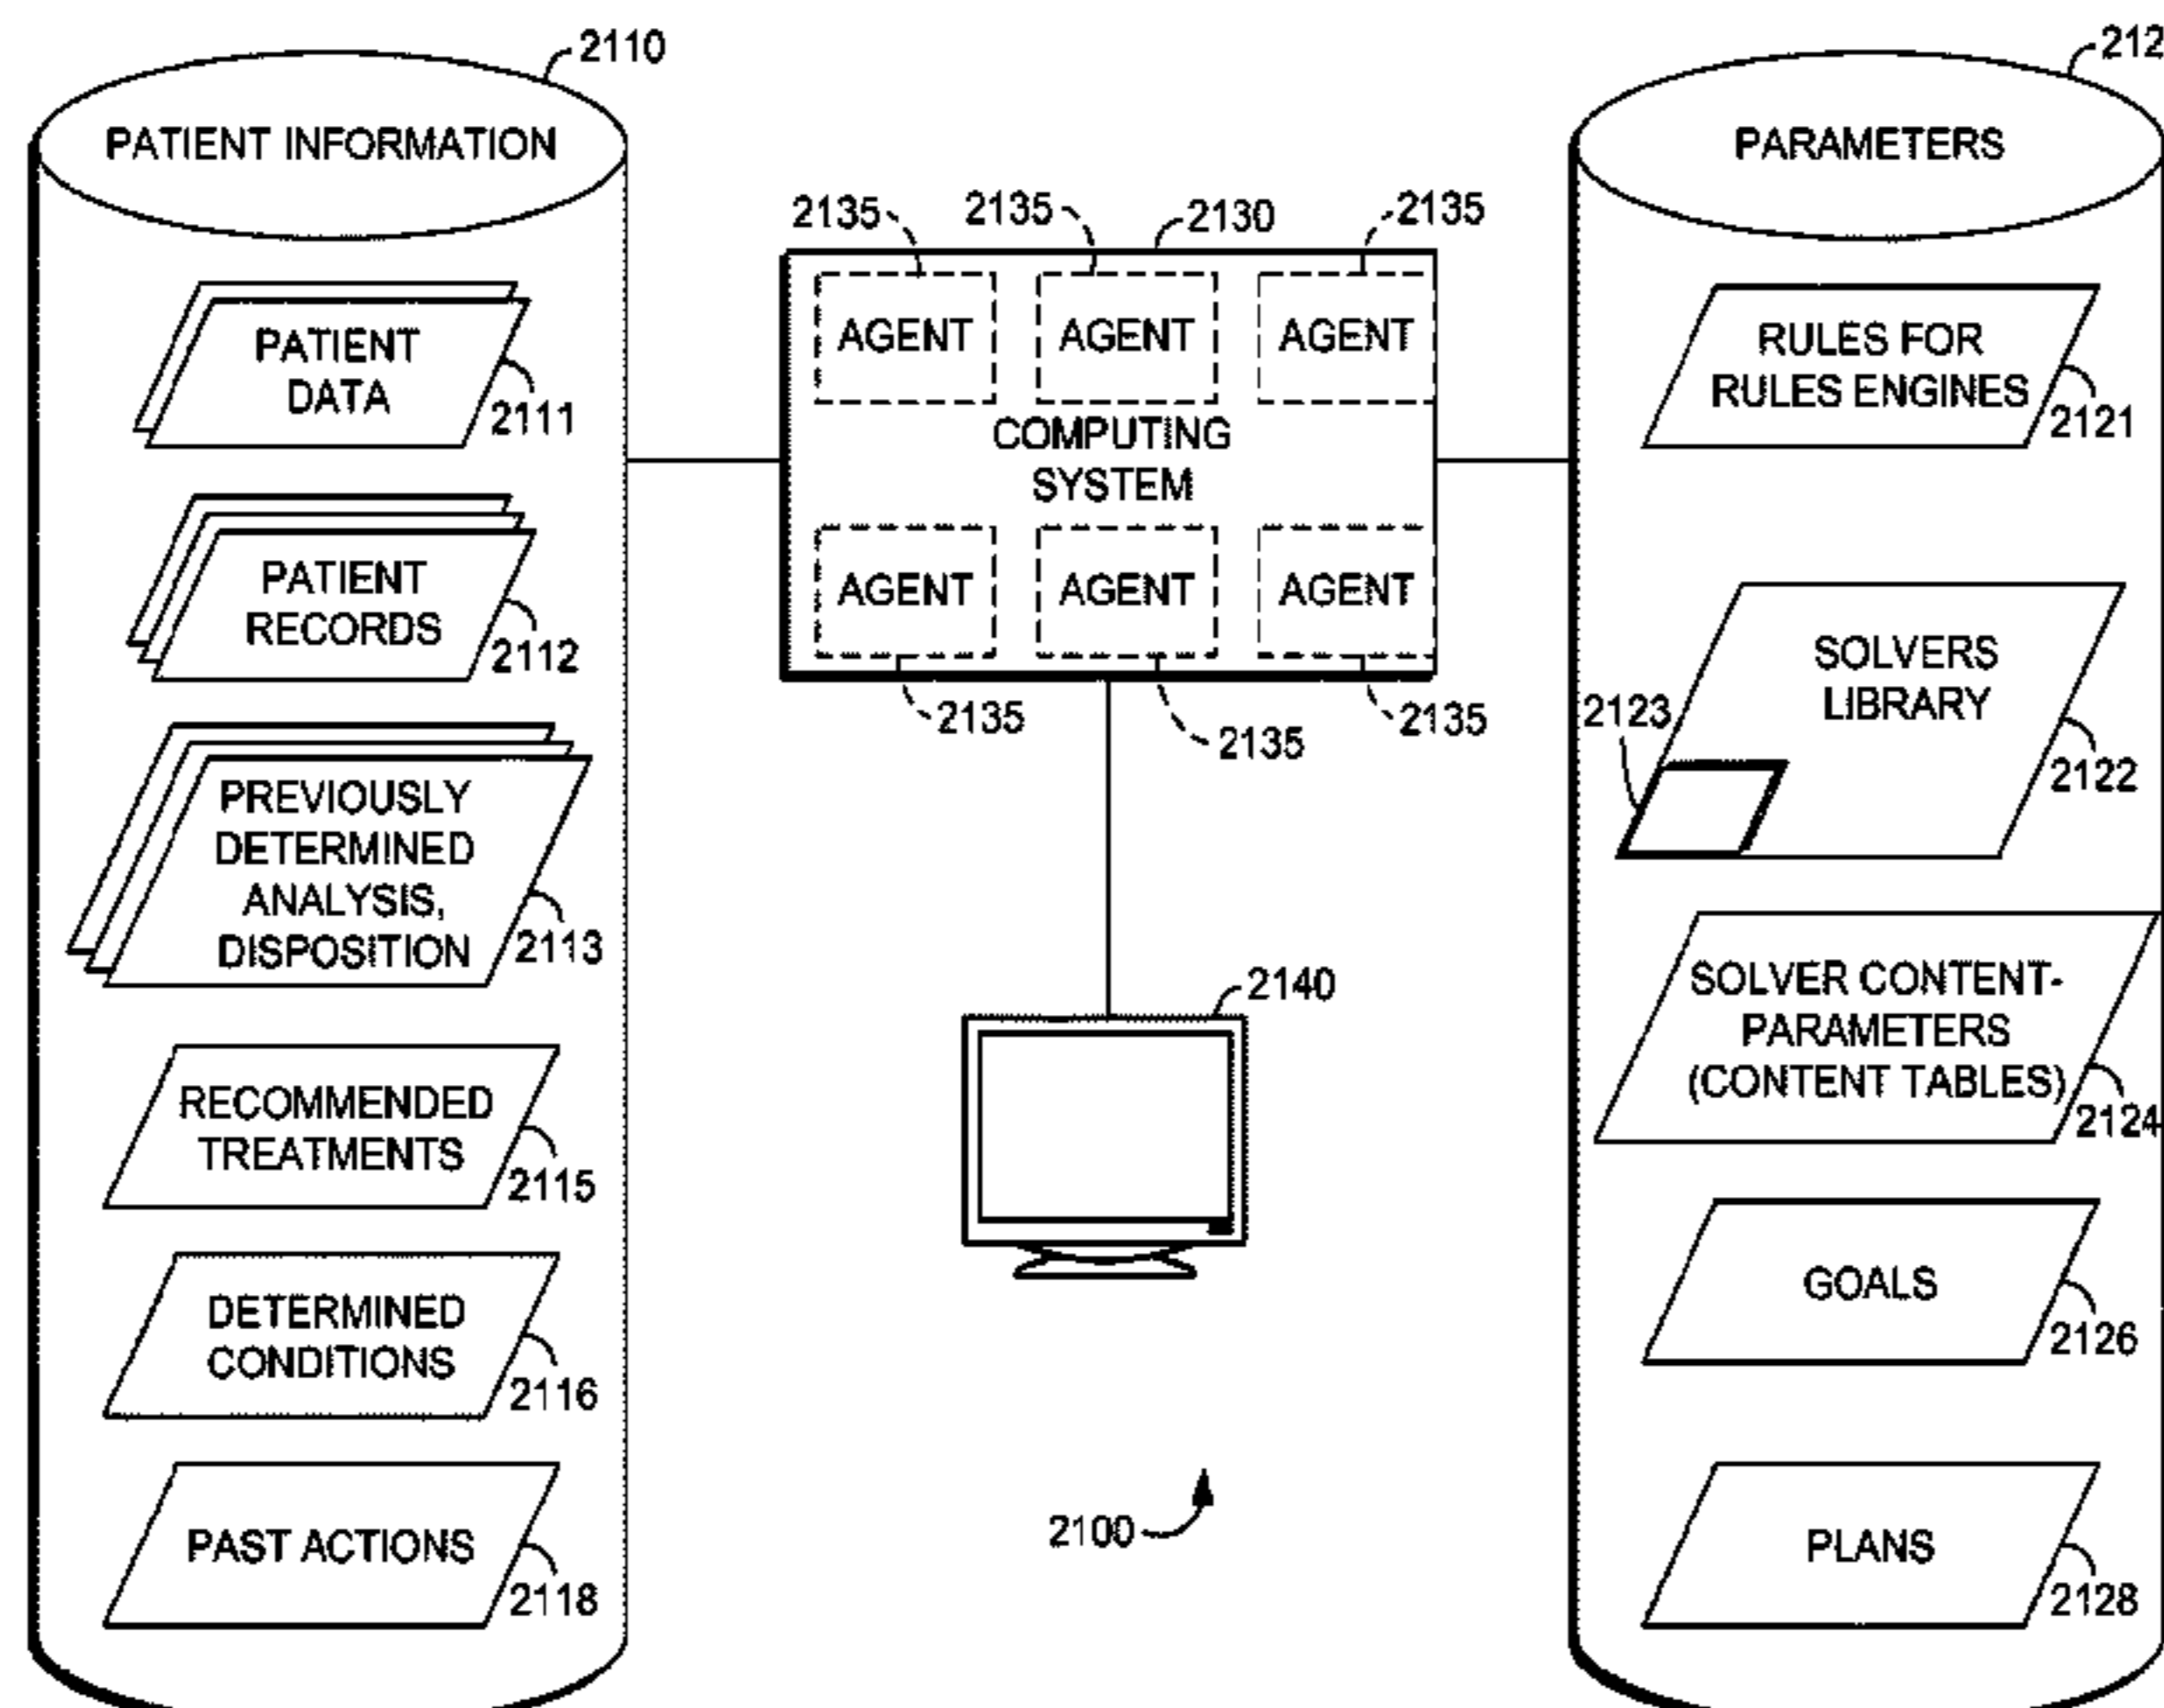 2110
PATIENT INFORMATION
PATIENT
DATA
2111
PATIENT
RECORDS
2112
PREVIOUSLY
DETERMINED
ANALYSIS,
DISPOSITION
2113
RECOMMENDED
TREATMENTS
2115
DETERMINED
CONDITIONS
2116
PAST ACTIONS
2118
2135 2135 2130 2135
AGENT AGENT AGENT
COMPUTING
SYSTEM
AGENT AGENT AGENT
2135 2135 2135
2140
2100
212
PARAMETERS
RULES FOR
RULES ENGINES
2121
SOLVERS
LIBRARY
2123
2122
SOLVER CONTENT-
PARAMETERS
(CONTENT TABLES)
2124
GOALS
2126
PLANS
2128